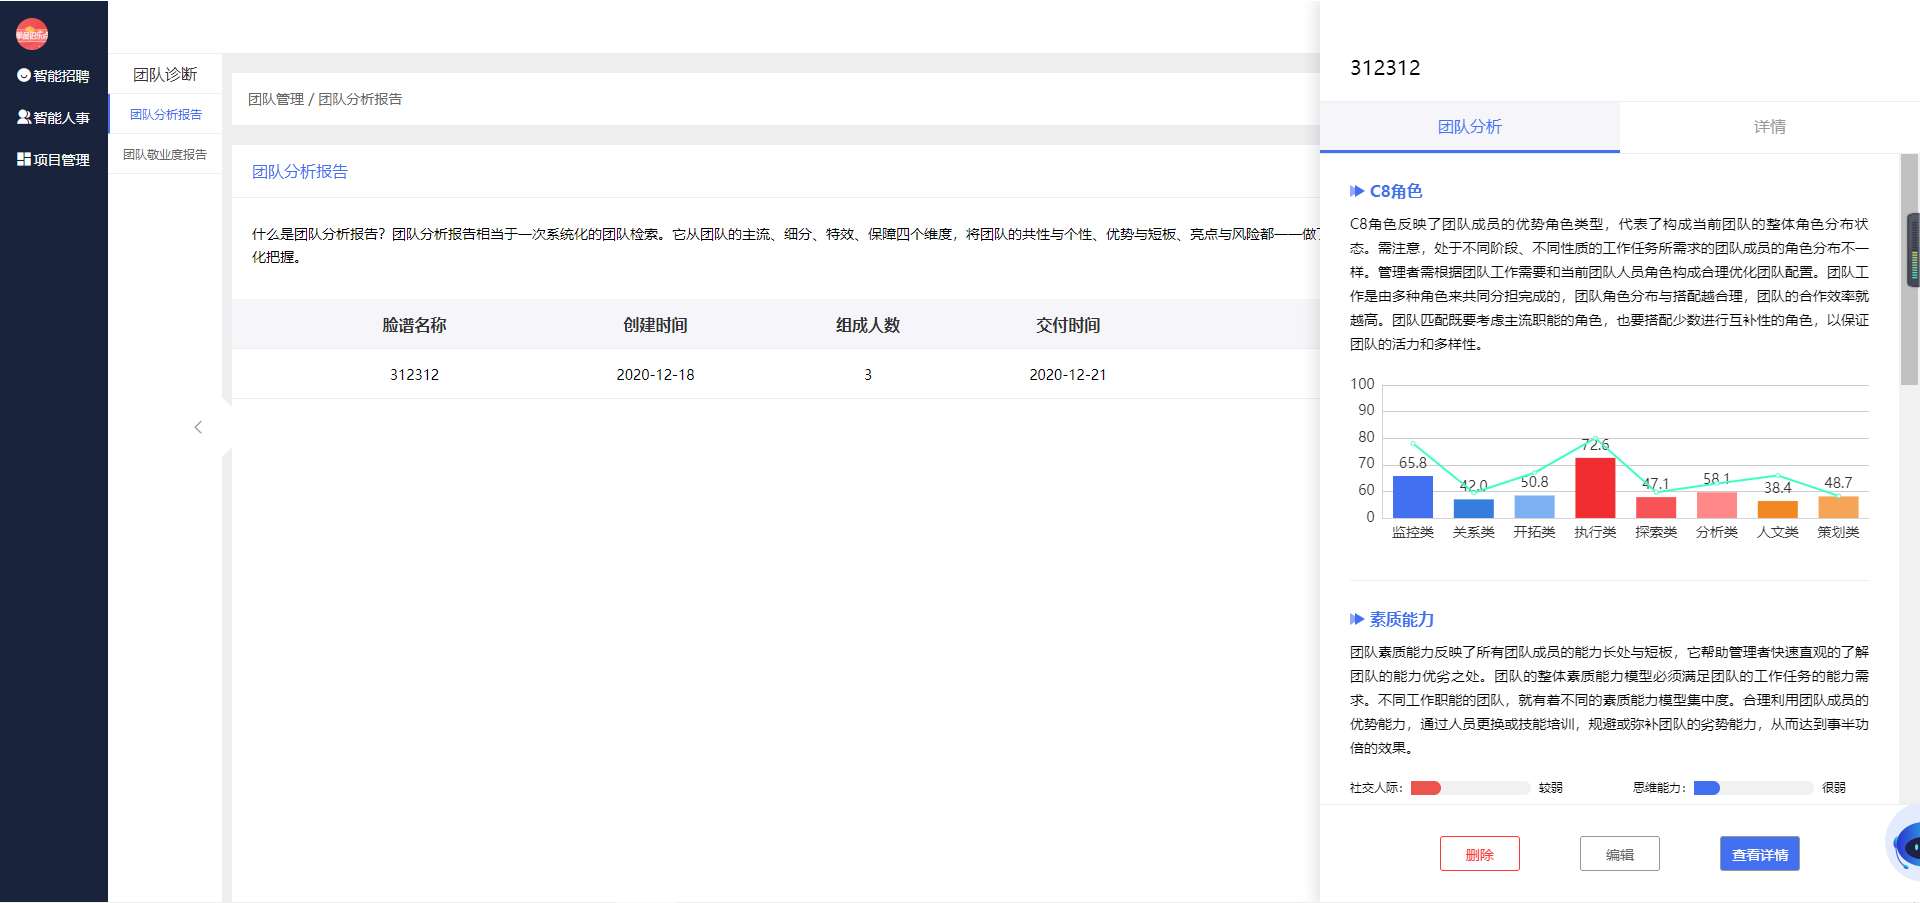 智能招聘
智能人事
项目管理
团队诊断
团队分析报告
团队敬业度报告
团队管理 / 团队分析报告
团队分析报告
什么是团队分析报告？团队分析报告相当于一次系统化的团队检索。它从团队的主流、细分、特效、保障四个维度，将团队的共性与个性、优势与短板、亮点与风险都一一做了
化把握。
脸谱名称 创建时间 组成人数 交付时间
312312 2020-12-18 3 2020-12-21
312312
团队分析 详情
C8角色
C8角色反映了团队成员的优势角色类型，代表了构成当前团队的整体角色分布状
态。需注意，处于不同阶段、不同性质的工作任务所需求的团队成员的角色分布不一
样。管理者需根据团队工作需要和当前团队人员角色构成合理优化团队配置。团队工
作是由多种角色来共同分担完成的，团队角色分布与搭配越合理，团队的合作效率就
越高。团队匹配既要考虑主流职能的角色，也要搭配少数进行互补性的角色，以保证
团队的活力和多样性。
100
90
80
70
60
0
65.8 42.0 50.8 72.6 47.1 58.1 38.4 48.7
监控类 关系类 开拓类 执行类 探索类 分析类 人文类 策划类
素质能力
团队素质能力反映了所有团队成员的能力长处与短板，它帮助管理者快速直观的了解
团队的能力优劣之处。团队的整体素质能力模型必须满足团队的工作任务的能力需
求。不同工作职能的团队，就有着不同的素质能力模型集中度。合理利用团队成员的
优势能力，通过人员更换或技能培训，规避或弥补团队的劣势能力，从而达到事半功
倍的效果。
社交人际： 较弱 思维能力： 很弱
删除 编辑 查看详情